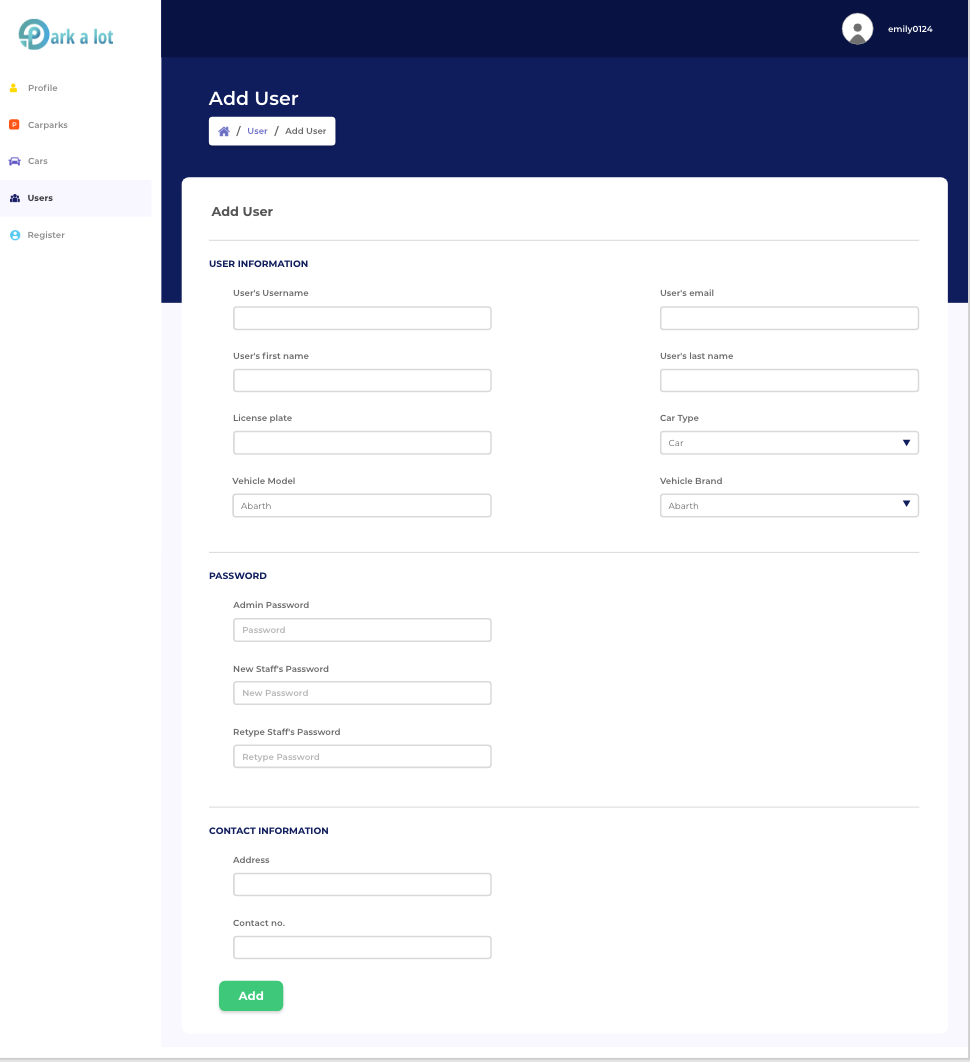 Park a lot
emily0124
Profile
Carparks
Cars
Users
Register
Add User
/ User / Add User
Add User
USER INFORMATION
User's Username User's email
User's first name User's last name
License plate Car Type
Car
Vehicle Model Vehicle Brand
Abarth Abarth
PASSWORD
Admin Password
Password
New Staff's Password
New Password
Retype Staff's Password
Retype Password
CONTACT INFORMATION
Address
Contact no.
Add